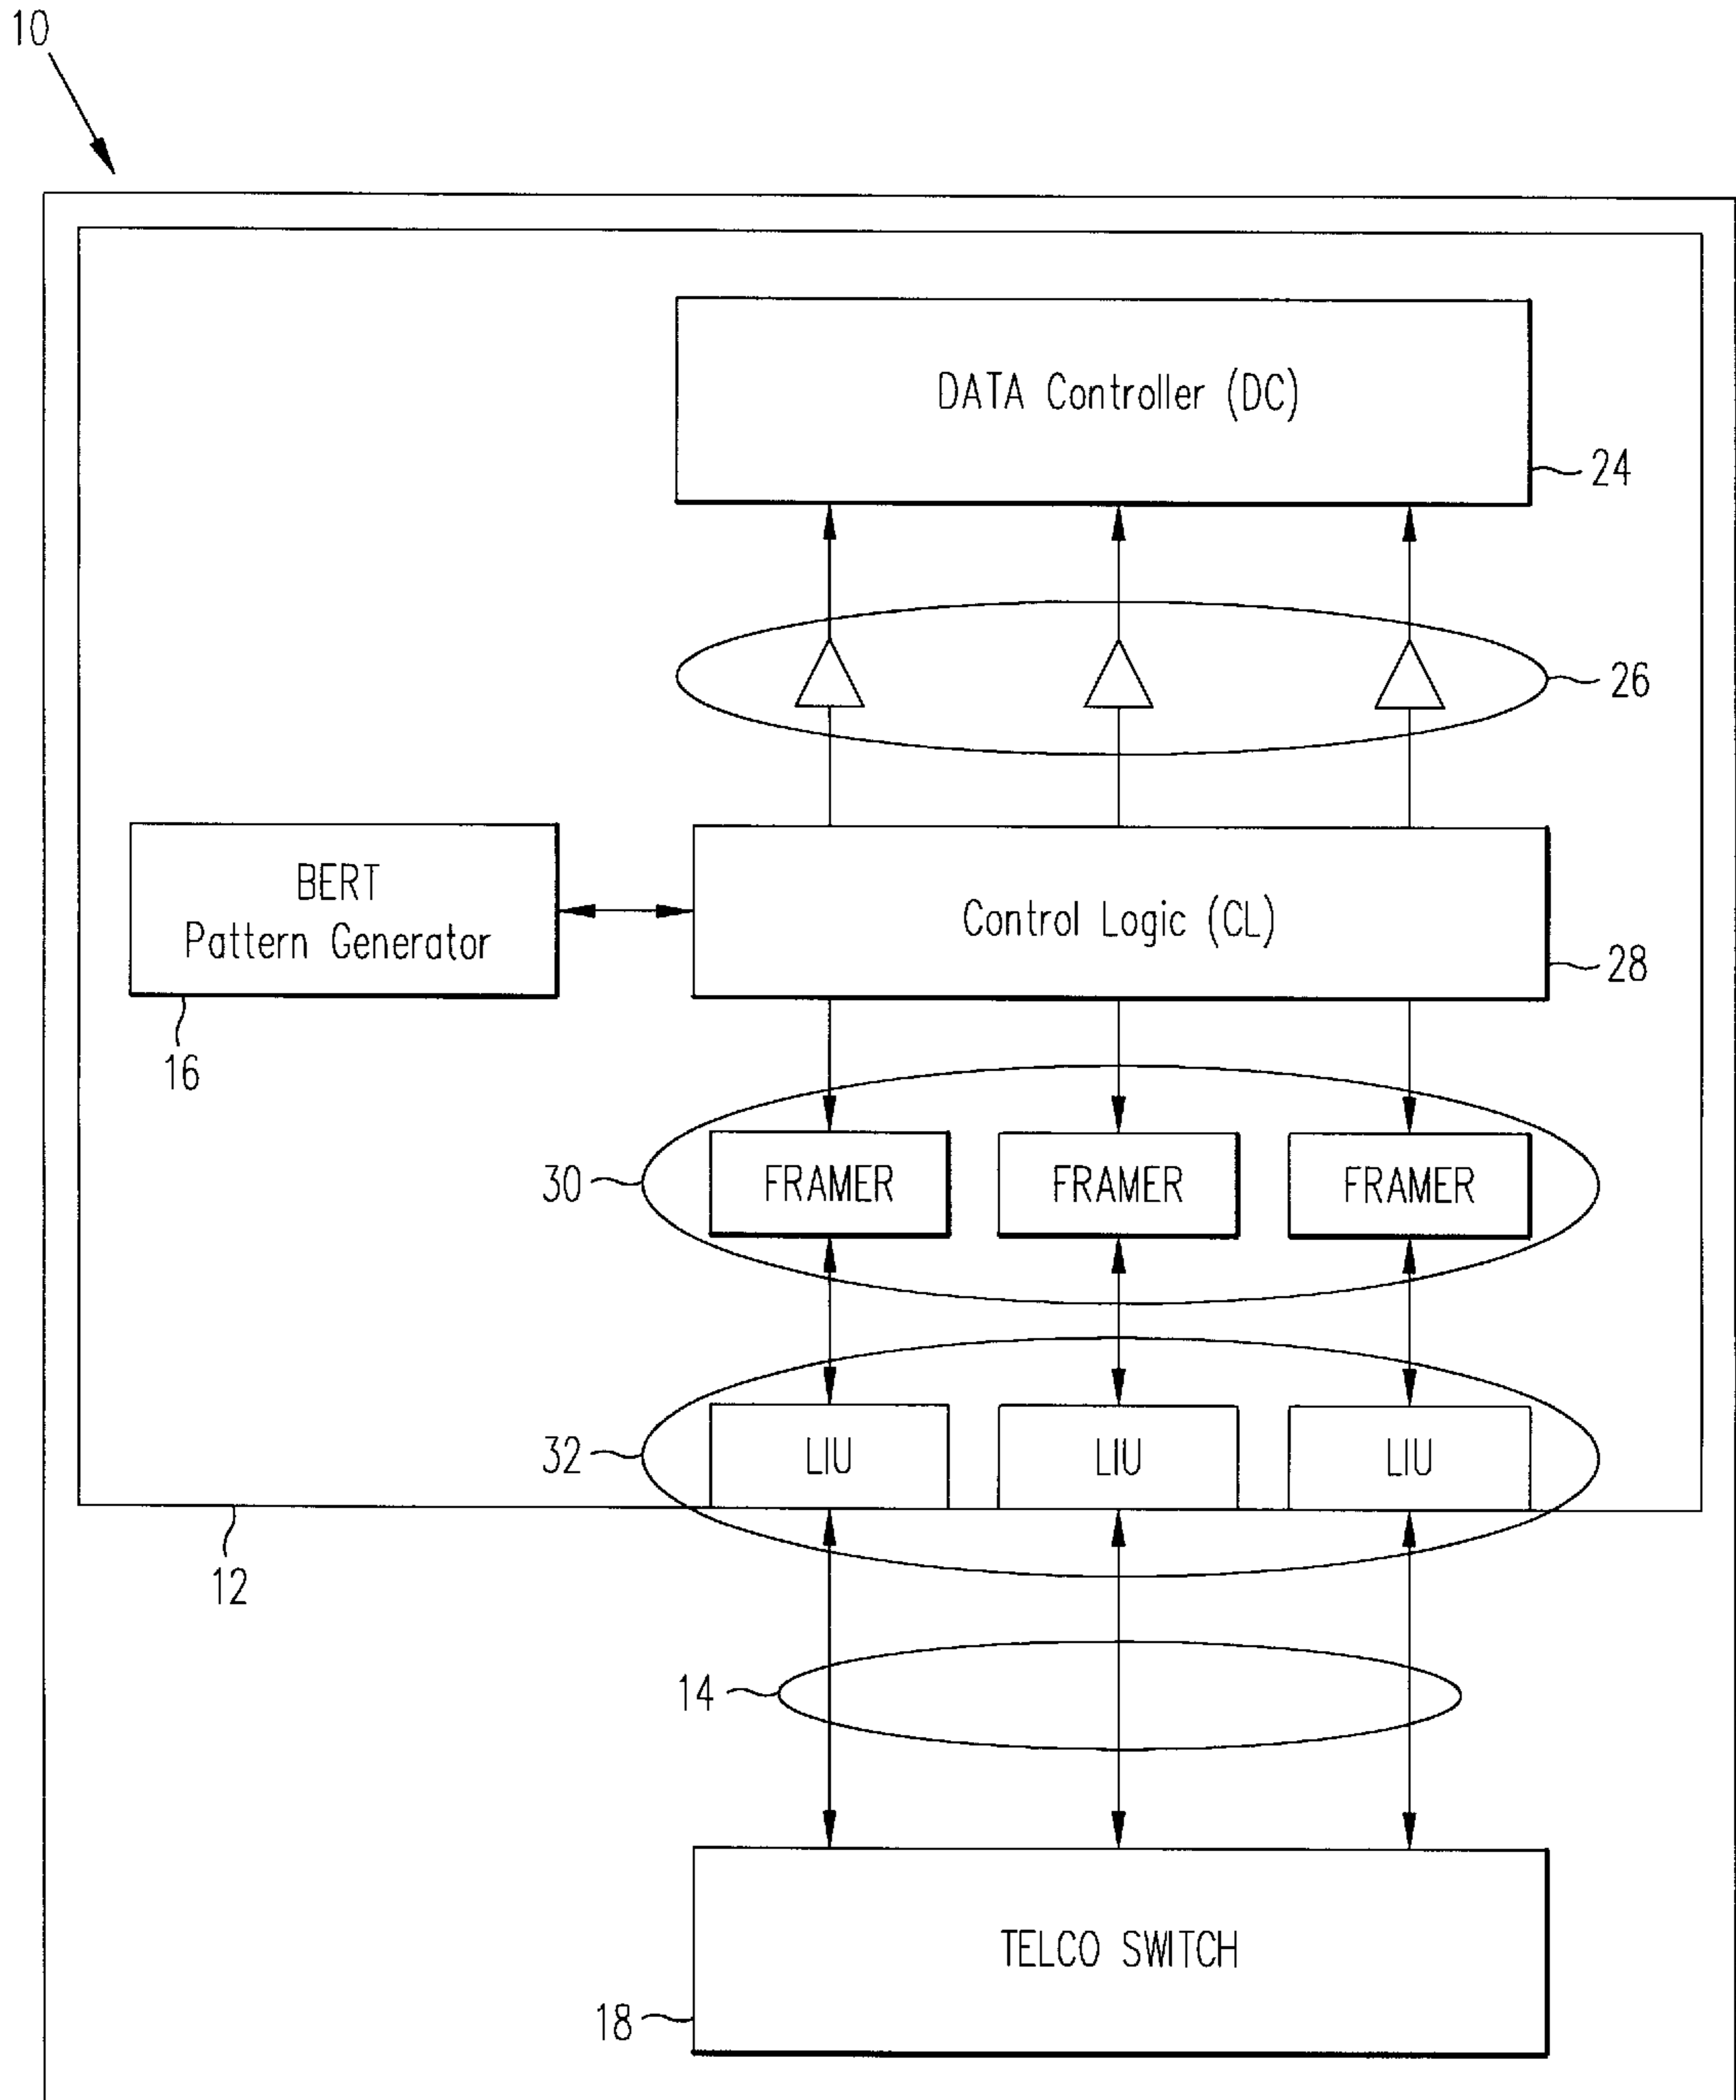 10
DATA Controller (DC)
24
26
BERT
Pattern Generator
Control Logic (CL)
28
16
30
FRAMER
FRAMER
FRAMER
32
LIU
LIU
LIU
12
14
TELCO SWITCH
18